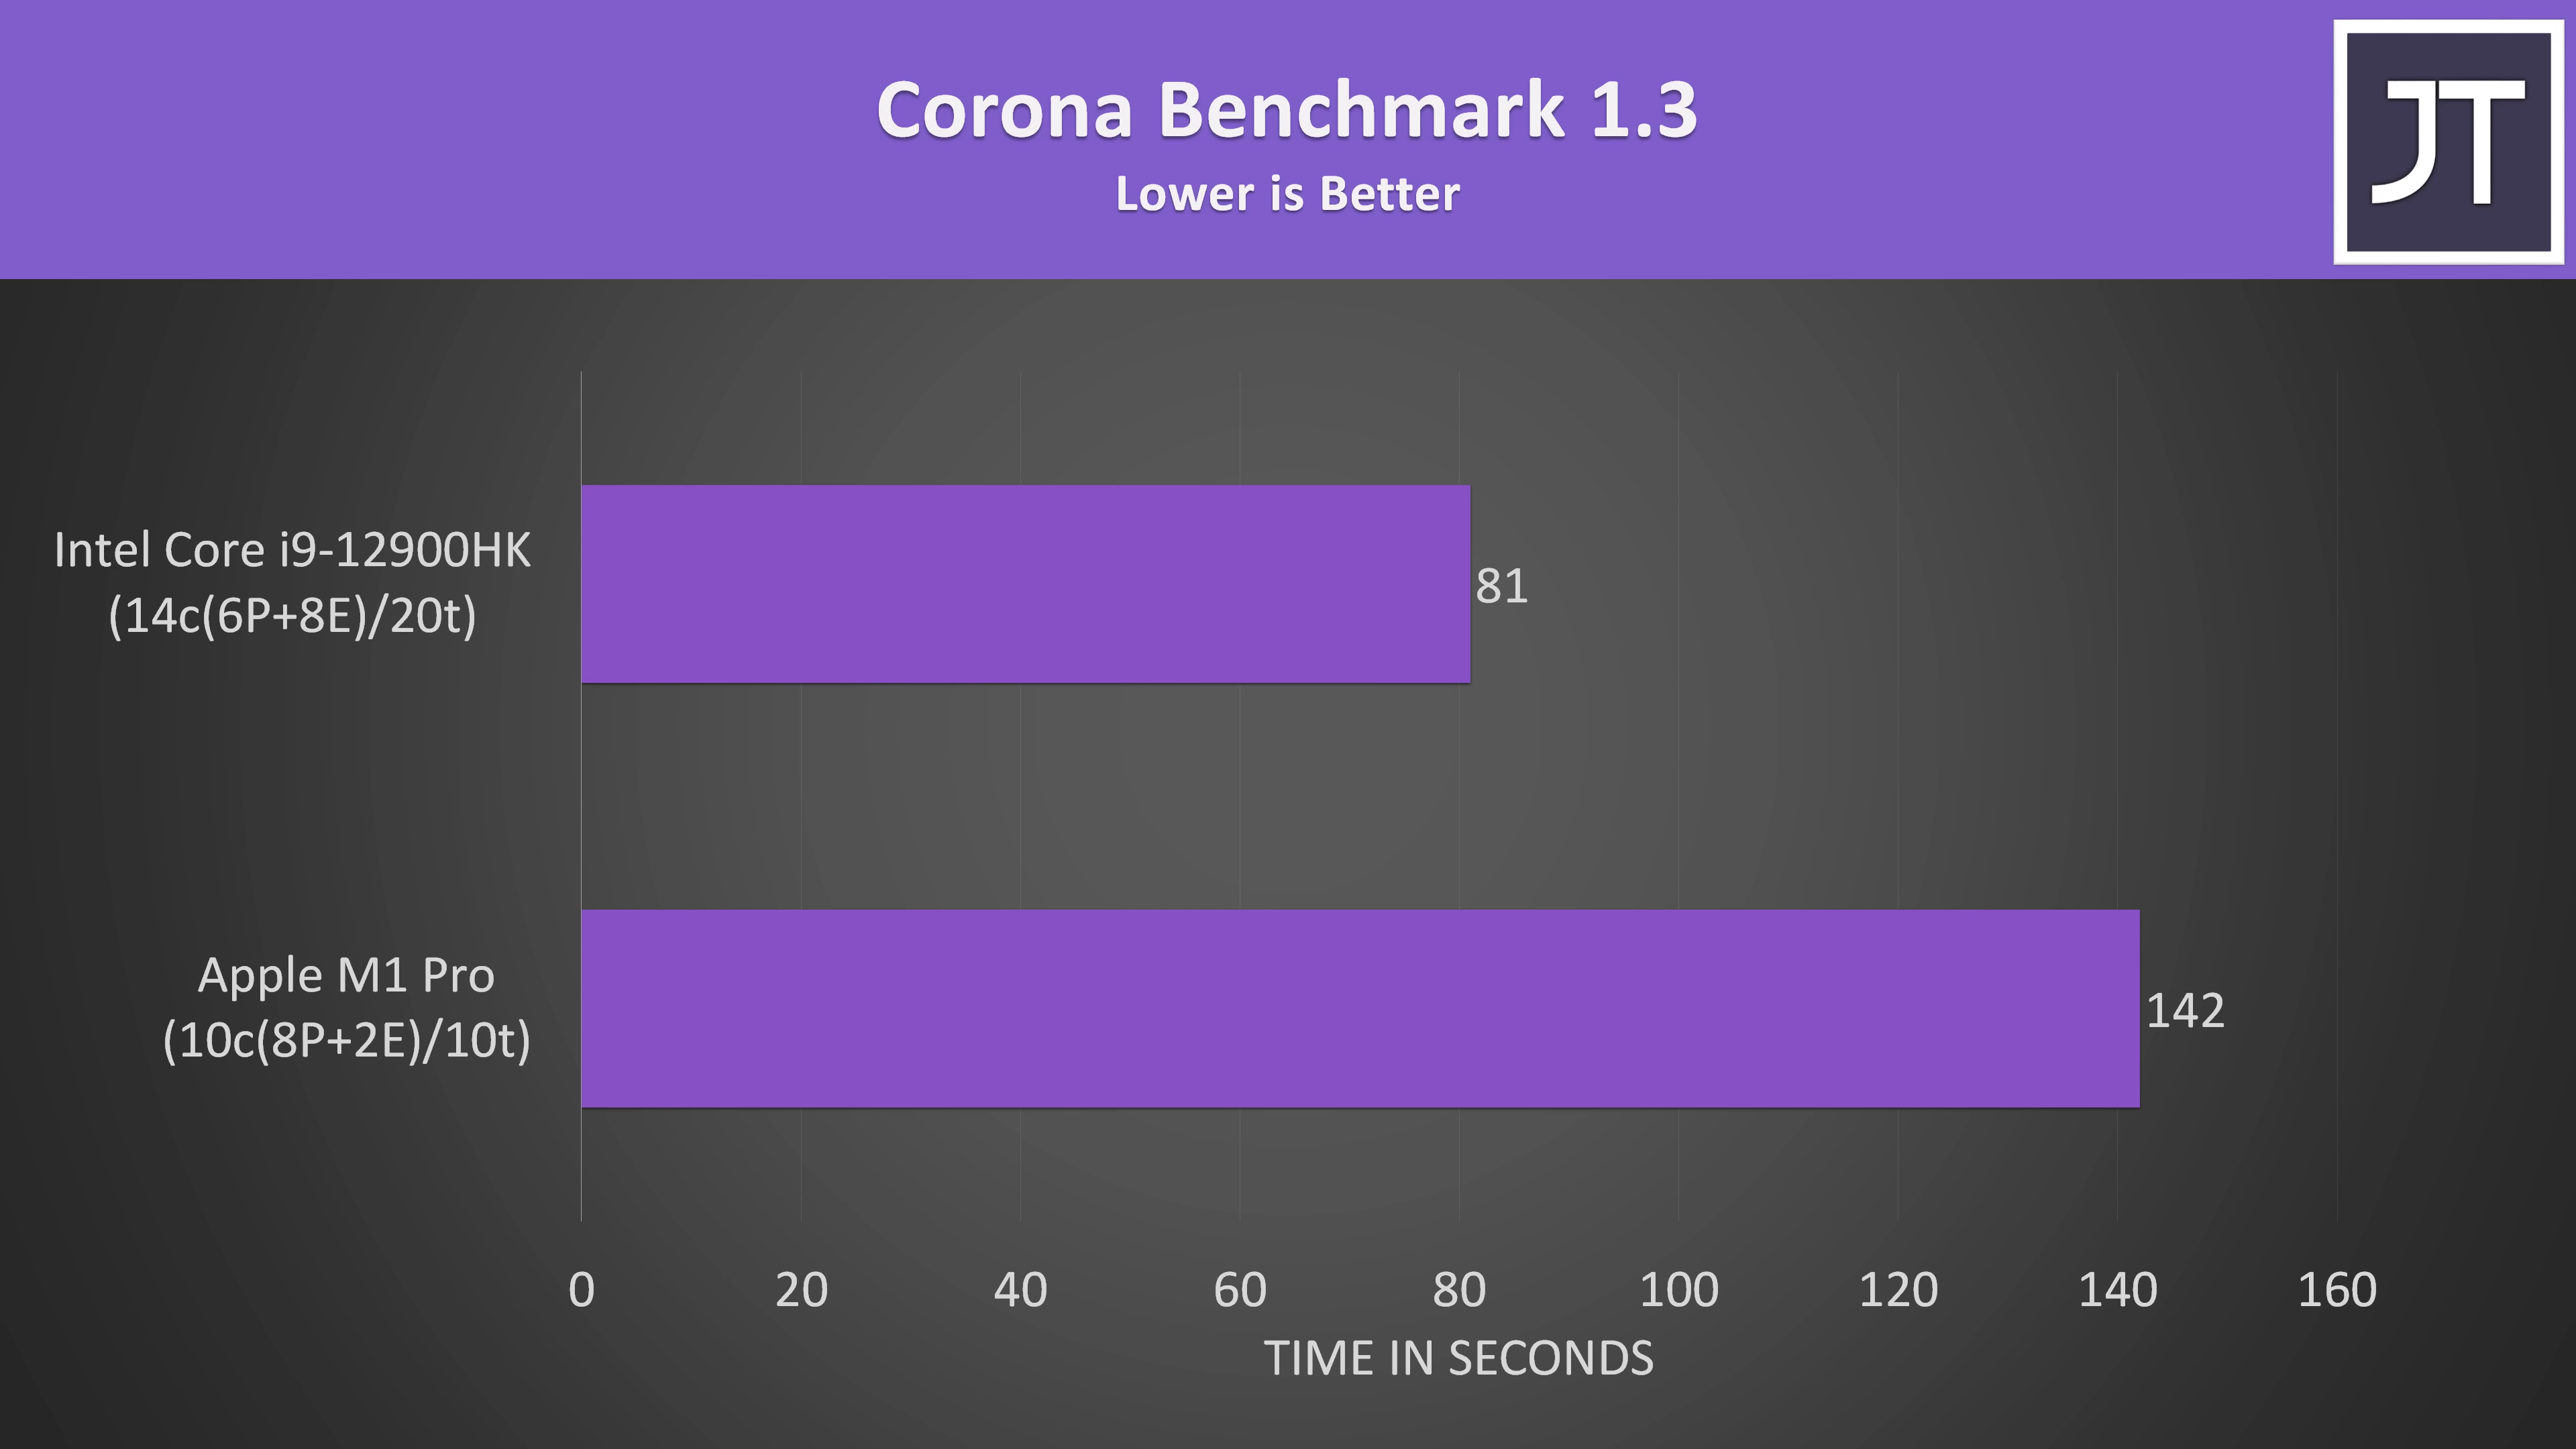 Corona Benchmark 1.3
Lower is Better
JT
Intel Core i9-12900HK
(14c(6P+8E)/20t)
81
Apple M1 Pro
(10c(8P+2E)/10t)
142
0 20 40 60 80 100 120 140 160
TIME IN SECONDS